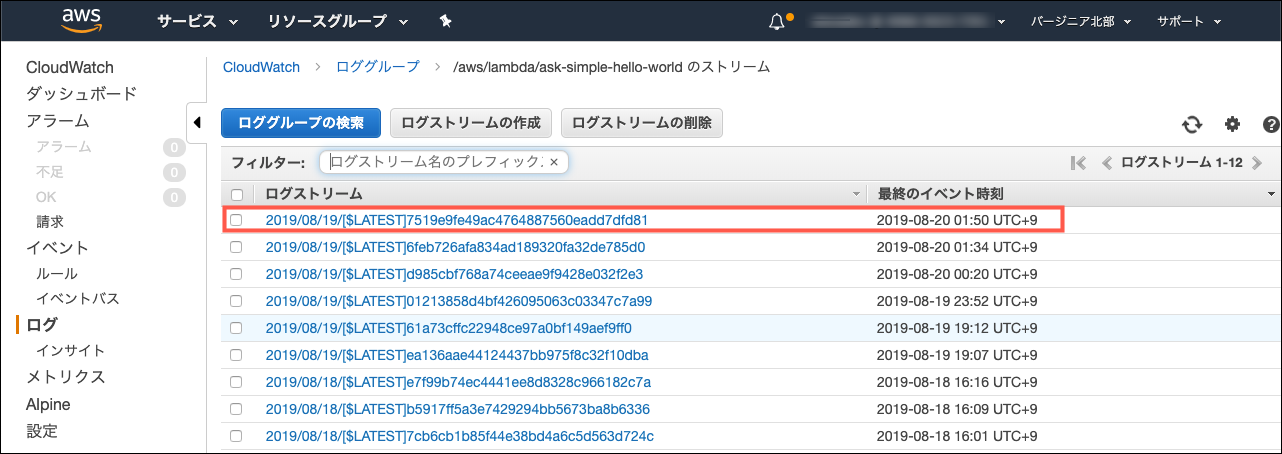 aws サービス リソースグループ バージニア北部 サポート
CloudWatch
ダッシュボード
アラーム
アラーム 0
不足 0
OK 0
請求
イベント
ルール
イベントバス
ログ
インサイト
メトリクス
Alpine
設定
CloudWatch ロググループ /aws/lambda/ask-simple-hello-world のストリーム
ロググループの検索 ログストリームの作成 ログストリームの削除
フィルター: ログストリーム名のプレフィックス × ログストリーム 1-12
ログストリーム 最終のイベント時刻
2019/08/19/[$LATEST]7519e9fe49ac4764887560eadd7dfd81 2019-08-20 01:50 UTC+9
2019/08/19/[$LATEST]6feb726afa834ad189320fa32de785d0 2019-08-20 01:34 UTC+9
2019/08/19/[$LATEST]d985cbf768a74ceeae9f9428e032f2e3 2019-08-20 00:20 UTC+9
2019/08/19/[$LATEST]01213858d4bf426095063c03347c7a99 2019-08-19 23:52 UTC+9
2019/08/19/[$LATEST]61a73cffc22948ce97a0bf149aef9ff0 2019-08-19 19:12 UTC+9
2019/08/19/[$LATEST]ea136aae44124437bb975f8c32f10dba 2019-08-19 19:07 UTC+9
2019/08/18/[$LATEST]e7f99b74ec4441ee8d8328c966182c7a 2019-08-18 16:16 UTC+9
2019/08/18/[$LATEST]b5917ff5a3e7429294bb5673ba8b6336 2019-08-18 16:09 UTC+9
2019/08/18/[$LATEST]7cb6cb1b85f44e38bd4a6c5d563d724c 2019-08-18 16:01 UTC+9